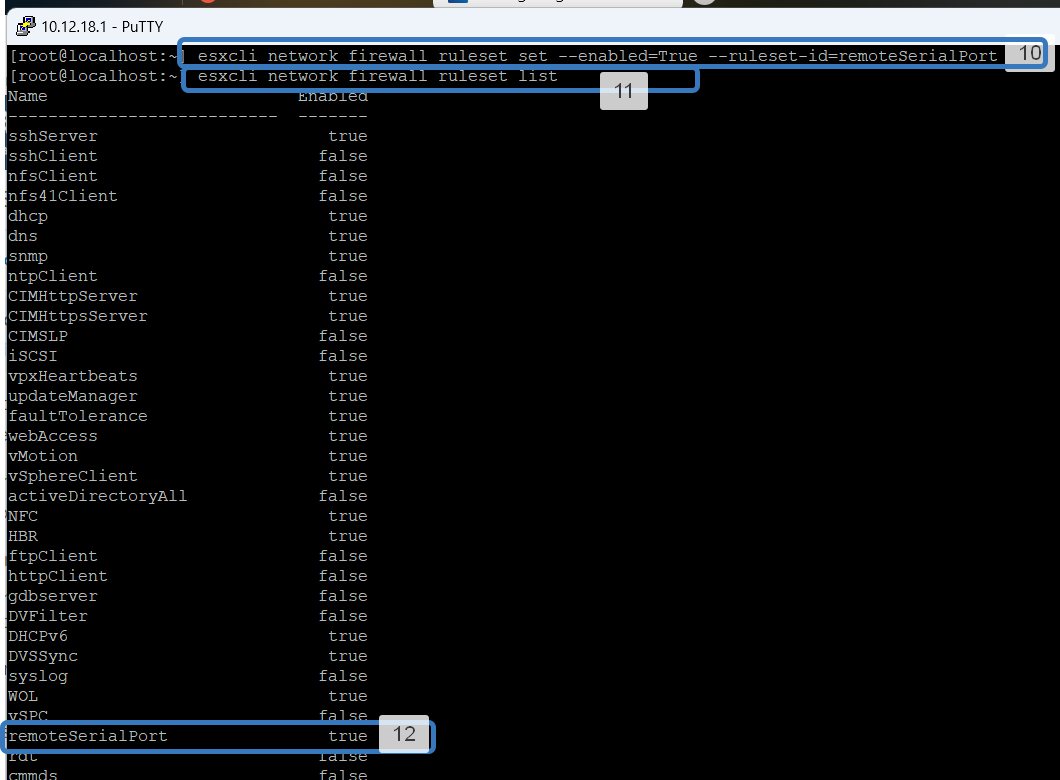 10.12.18.1 - PuTTY
[root@localhost:~] esxcli network firewall ruleset set --enabled=True --ruleset-id=remoteSerialPort 10
[root@localhost:~] esxcli network firewall ruleset list
11
Name Enabled
--------------------------- -------
sshServer true
sshClient false
nfsClient false
nfs41Client false
dhcp true
dns true
snmp true
ntpClient false
CIMHttpServer true
CIMHttpsServer true
CIMSLP false
iSCSI false
vpxHeartbeats true
updateManager true
faultTolerance true
webAccess true
vMotion true
vSphereClient true
activeDirectoryAll false
NFC true
HBR true
ftpClient false
httpClient false
gdbserver false
DVFilter false
DHCPv6 true
DVSSync true
syslog false
WOL true
vSPC false
remoteSerialPort true 12
rdt false
cmmds false